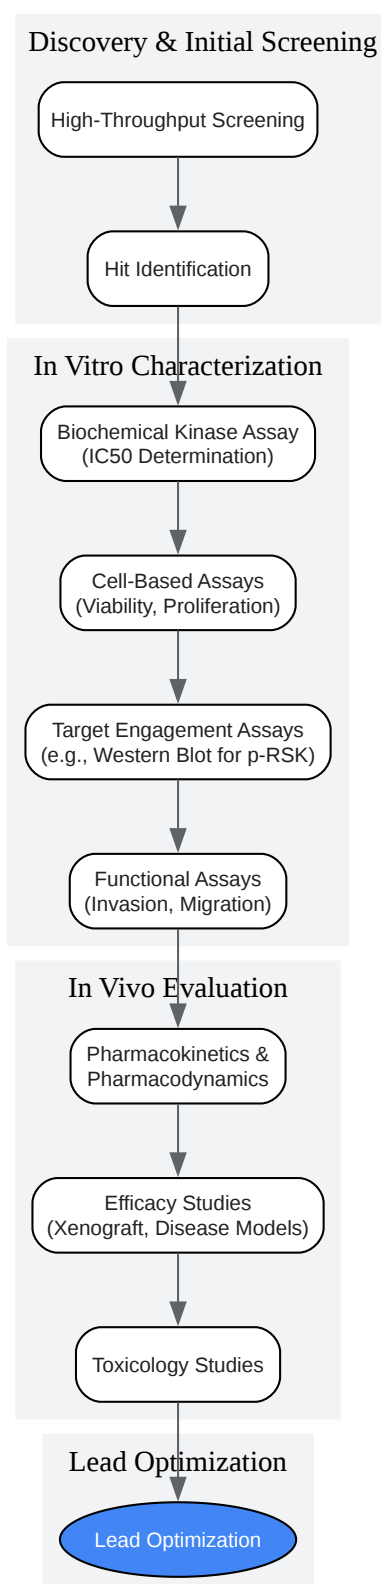 Discovery & Initial Screening
High-Throughput Screening
Hit Identification
In Vitro Characterization
Biochemical Kinase Assay
(IC50 Determination)
Cell-Based Assays
(Viability, Proliferation)
Target Engagement Assays
(e.g., Western Blot for p-RSK)
Functional Assays
(Invasion, Migration)
In Vivo Evaluation
Pharmacokinetics &
Pharmacodynamics
Efficacy Studies
(Xenograft, Disease Models)
Toxicology Studies
Lead Optimization
Lead Optimization